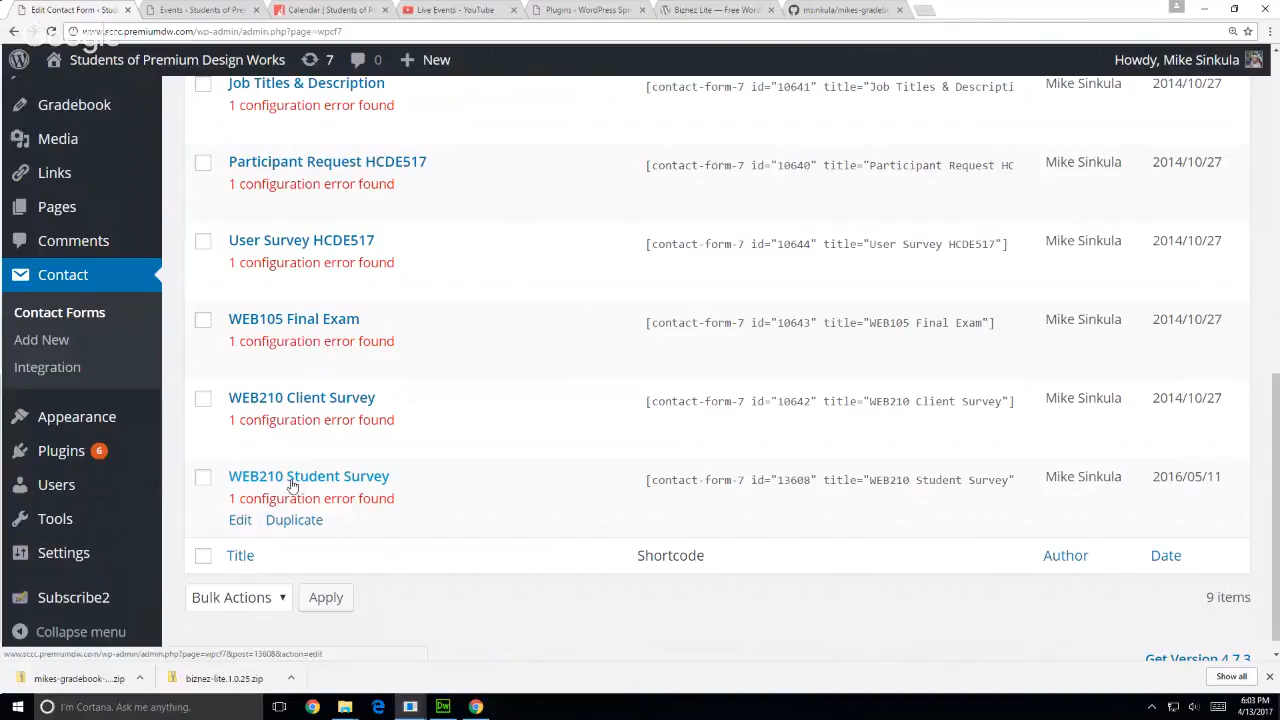 Edit Contact Form ‹ Stud
Events ‹ Students of Prem
Calendar | Students of P
Live Events - YouTube
Plugins ‹ WordPress Spri
Biznez Lite — Free Word
msinkula/mikes-gradeb
www.sccc.premiumdw.com/wp-admin/admin.php?page=wpcf7
Google
Students of Premium Design Works
7
0
New
Howdy, Mike Sinkula
Gradebook
Media
Links
Pages
Comments
Contact
Contact Forms
Add New
Integration
Appearance
Plugins 6
Users
Tools
Settings
Subscribe2
Collapse menu
Job Titles & Description
[contact-form-7 id="10641" title="Job Titles & Descripti
Mike Sinkula
2014/10/27
1 configuration error found
Participant Request HCDE517
[contact-form-7 id="10640" title="Participant Request HC
Mike Sinkula
2014/10/27
1 configuration error found
User Survey HCDE517
[contact-form-7 id="10644" title="User Survey HCDE517"]
Mike Sinkula
2014/10/27
1 configuration error found
WEB105 Final Exam
[contact-form-7 id="10643" title="WEB105 Final Exam"]
Mike Sinkula
2014/10/27
1 configuration error found
WEB210 Client Survey
[contact-form-7 id="10642" title="WEB210 Client Survey"]
Mike Sinkula
2014/10/27
1 configuration error found
WEB210 Student Survey
[contact-form-7 id="13608" title="WEB210 Student Survey"
Mike Sinkula
2016/05/11
1 configuration error found
Edit Duplicate
Title
Shortcode
Author
Date
Bulk Actions
Apply
9 items
Get Version 4.7.3
www.sccc.premiumdw.com/wp-admin/admin.php?page=wpcf7&post=13608&action=edit
mikes-gradebook-...zip
biznez-lite.1.0.25.zip
Show all
I'm Cortana. Ask me anything.
Dw
6:03 PM
4/13/2017